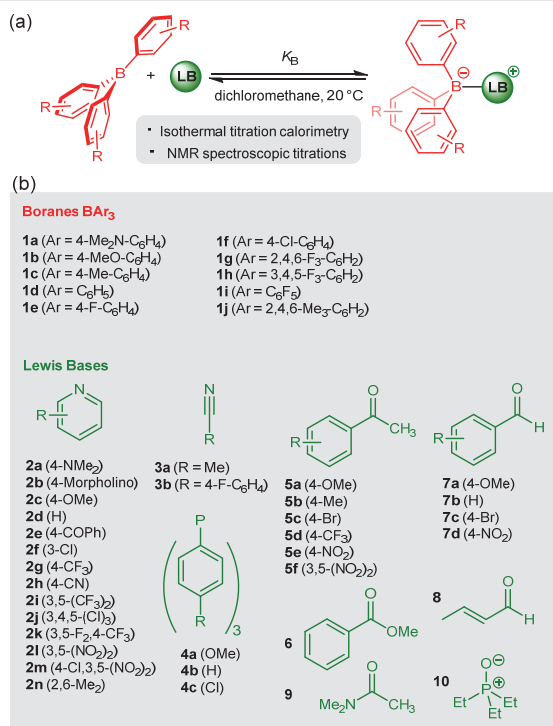 (a)
R
R
R
B
+
LB
K_B
dichloromethane, 20 °C
R
R
R
B
⊖
LB
⊕
· Isothermal titration calorimetry
· NMR spectroscopic titrations
(b)
Boranes BAr₃
1a (Ar = 4-Me₂N-C₆H₄)
1b (Ar = 4-MeO-C₆H₄)
1c (Ar = 4-Me-C₆H₄)
1d (Ar = C₆H₅)
1e (Ar = 4-F-C₆H₄)
1f (Ar = 4-Cl-C₆H₄)
1g (Ar = 2,4,6-F₃-C₆H₂)
1h (Ar = 3,4,5-F₃-C₆H₂)
1i (Ar = C₆F₅)
1j (Ar = 2,4,6-Me₃-C₆H₂)
Lewis Bases
N
R
2a (4-NMe₂)
2b (4-Morpholino)
2c (4-OMe)
2d (H)
2e (4-COPh)
2f (3-Cl)
2g (4-CF₃)
2h (4-CN)
2i (3,5-(CF₃)₂)
2j (3,4,5-(Cl)₃)
2k (3,5-F₂,4-CF₃)
2l (3,5-(NO₂)₂)
2m (4-Cl,3,5-(NO₂)₂)
2n (2,6-Me₂)
N
R
3a (R = Me)
3b (R = 4-F-C₆H₄)
P
R
3
4a (OMe)
4b (H)
4c (Cl)
O
CH₃
R
5a (4-OMe)
5b (4-Me)
5c (4-Br)
5d (4-CF₃)
5e (4-NO₂)
5f (3,5-(NO₂)₂)
O
H
R
7a (4-OMe)
7b (H)
7c (4-Br)
7d (4-NO₂)
6
O
OMe
8
O
H
9
O
Me₂N
CH₃
10
O⊖
Et
P⊕
Et
Et